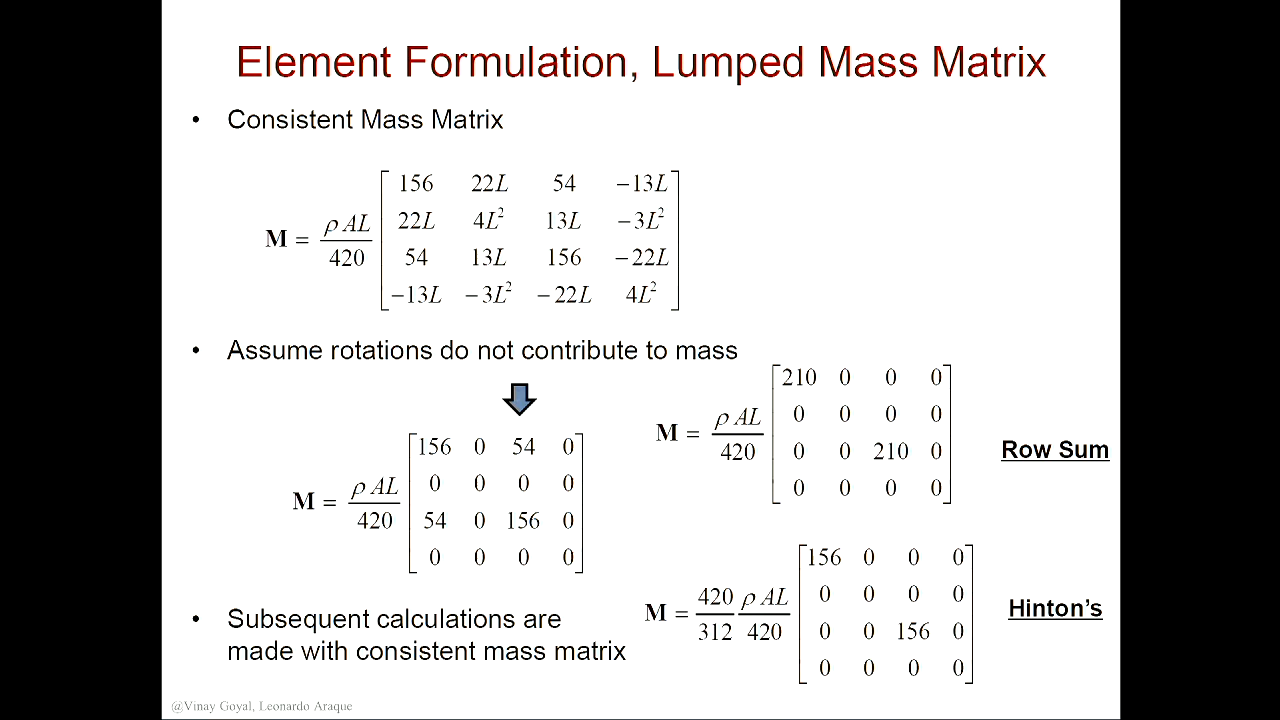 Element Formulation, Lumped Mass Matrix
• Consistent Mass Matrix
M = ρAL/420 [156 22L 54 −13L
22L 4L² 13L −3L²
54 13L 156 −22L
−13L −3L² −22L 4L²]
• Assume rotations do not contribute to mass
M = ρAL/420 [156 0 54 0
0 0 0 0
54 0 156 0
0 0 0 0]
M = ρAL/420 [210 0 0 0
0 0 0 0
0 0 210 0
0 0 0 0]
Row Sum
M = 420/312 ρAL/420 [156 0 0 0
0 0 0 0
0 0 156 0
0 0 0 0]
Hinton's
• Subsequent calculations are
made with consistent mass matrix
@Vinay Goyal, Leonardo Araque